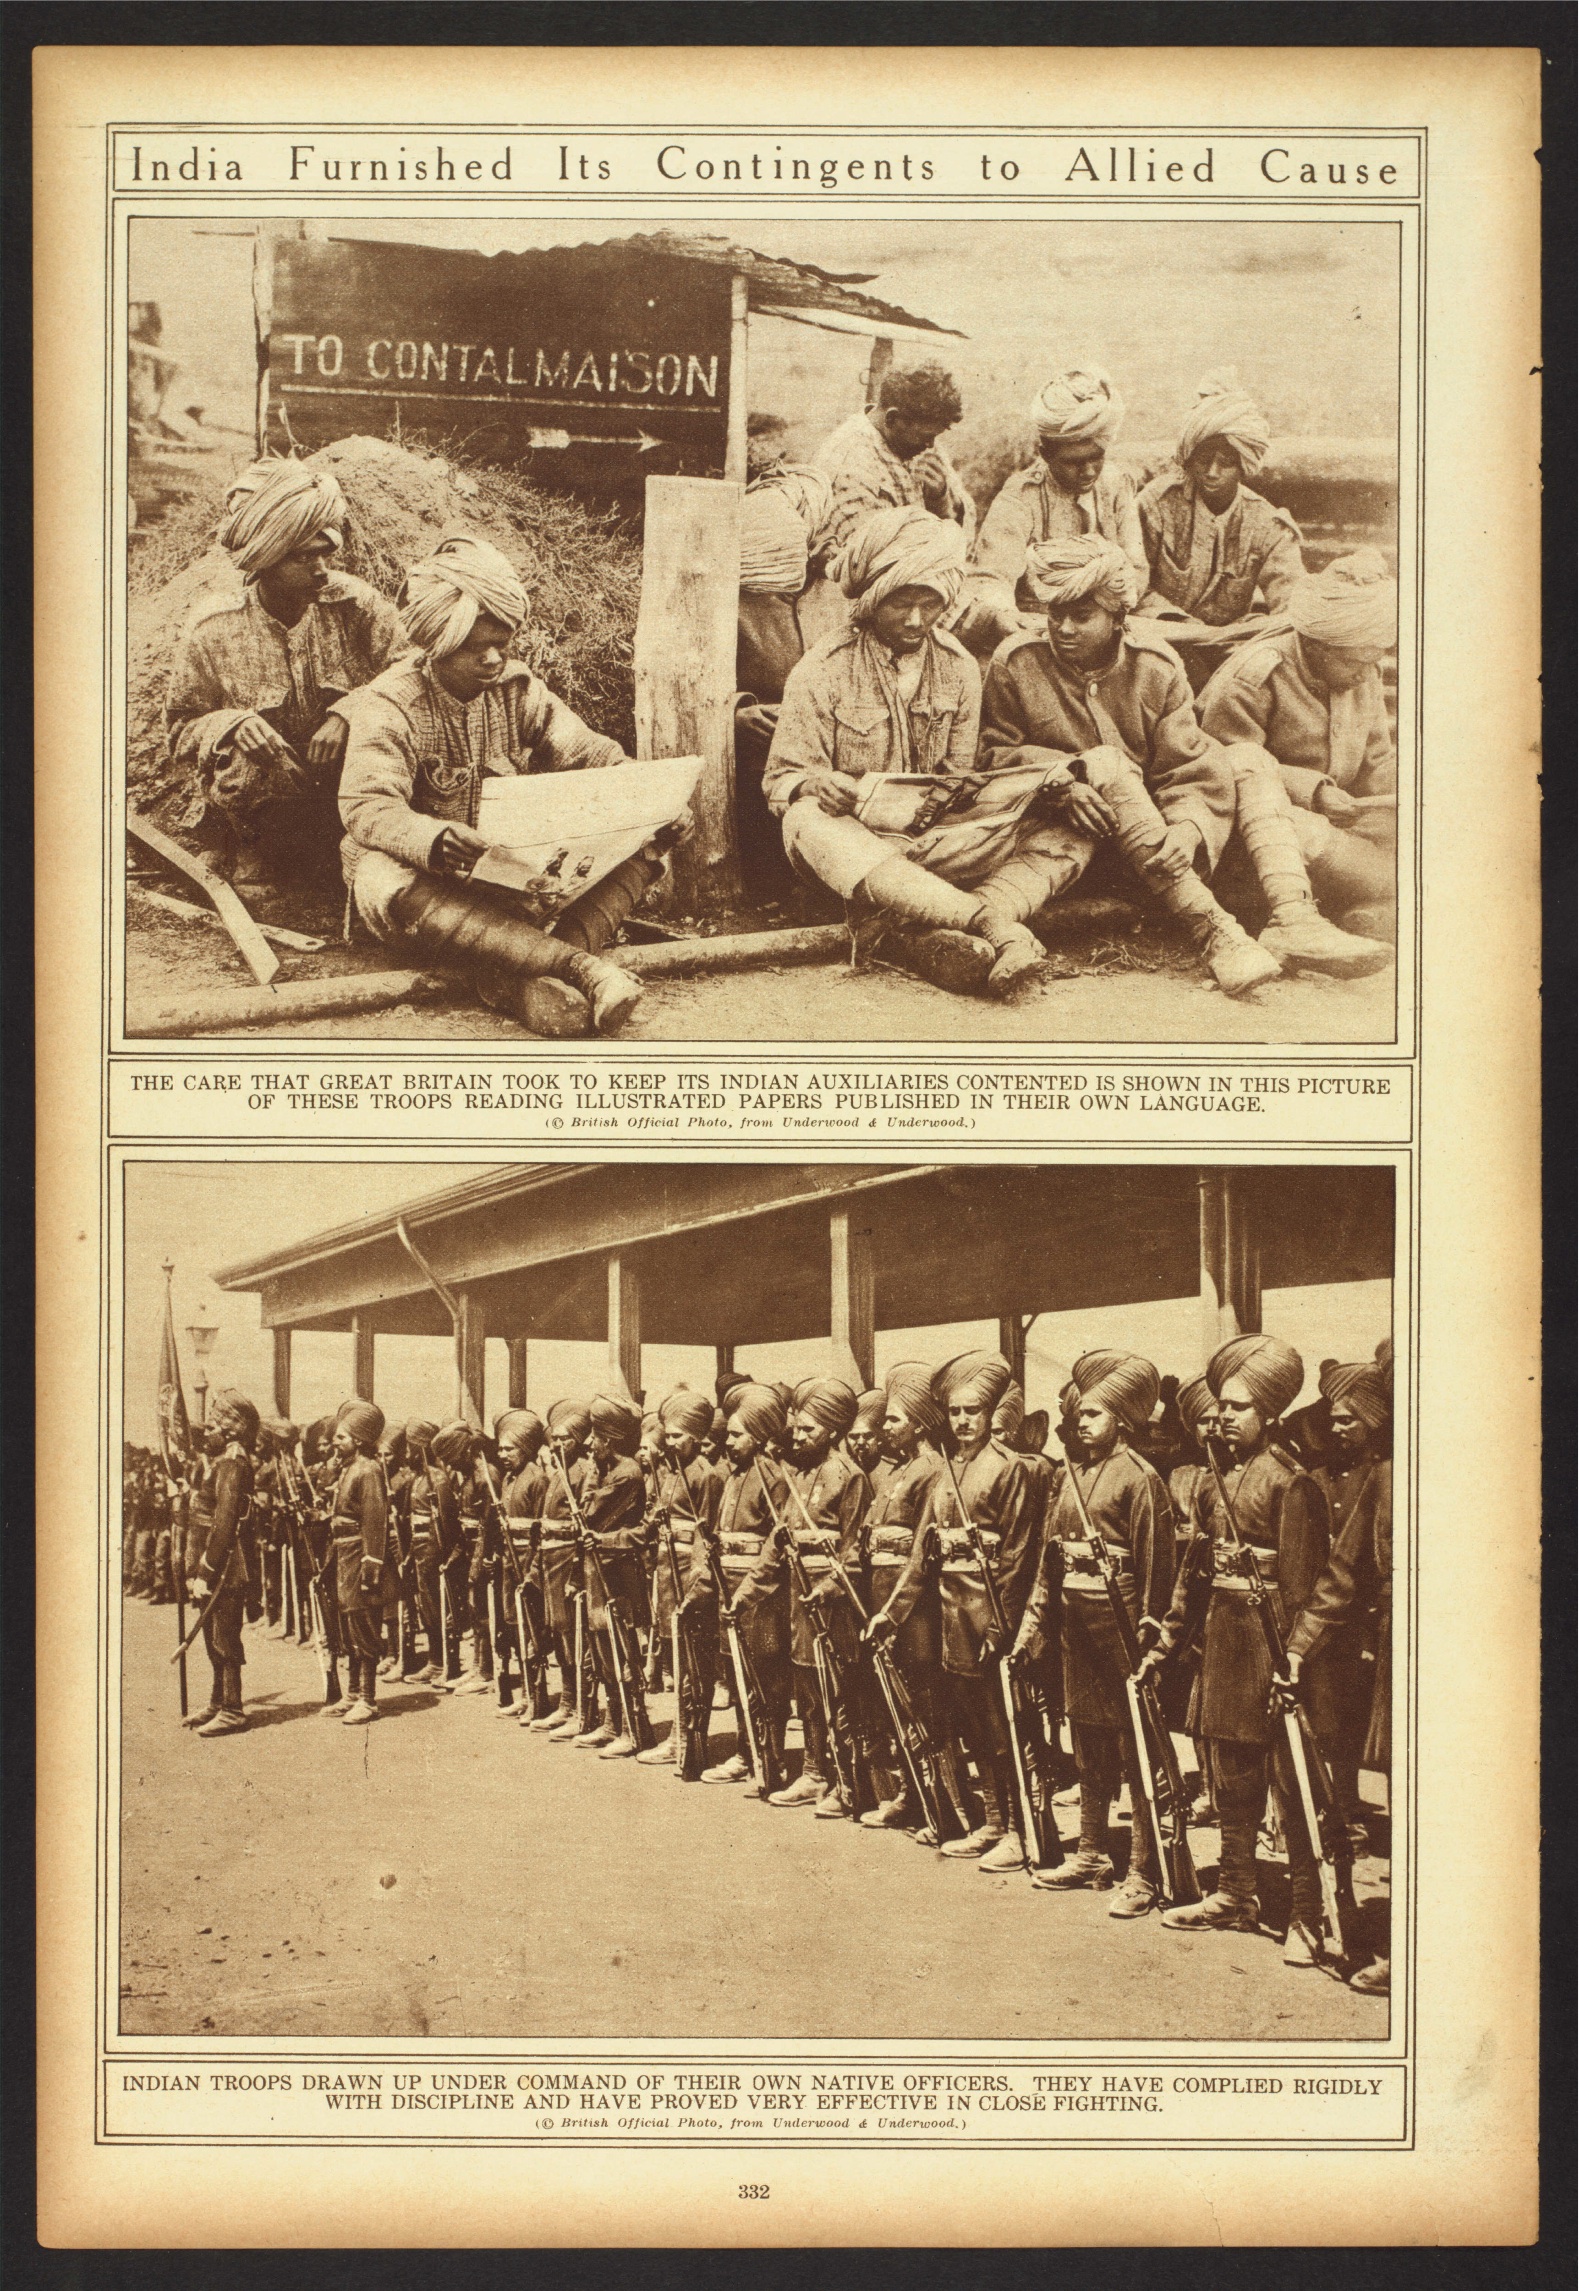 India Furnished Its Contingents to Allied Cause
TO CONTALMAISON
THE CARE THAT GREAT BRITAIN TOOK TO KEEP ITS INDIAN AUXILIARIES CONTENTED IS SHOWN IN THIS PICTURE
OF THESE TROOPS READING ILLUSTRATED PAPERS PUBLISHED IN THEIR OWN LANGUAGE.
(© British Official Photo, from Underwood & Underwood.)
INDIAN TROOPS DRAWN UP UNDER COMMAND OF THEIR OWN NATIVE OFFICERS. THEY HAVE COMPLIED RIGIDLY
WITH DISCIPLINE AND HAVE PROVED VERY EFFECTIVE IN CLOSE FIGHTING.
(© British Official Photo, from Underwood & Underwood.)
332